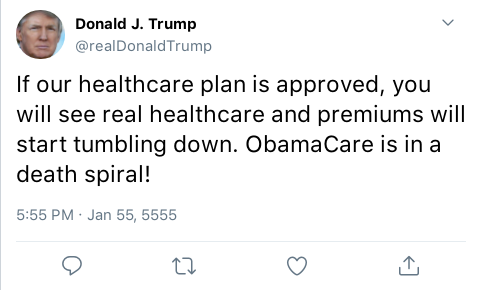 Donald J. Trump
@realDonaldTrump
If our healthcare plan is approved, you
will see real healthcare and premiums will
start tumbling down. ObamaCare is in a
death spiral!
5:55 PM · Jan 55, 5555